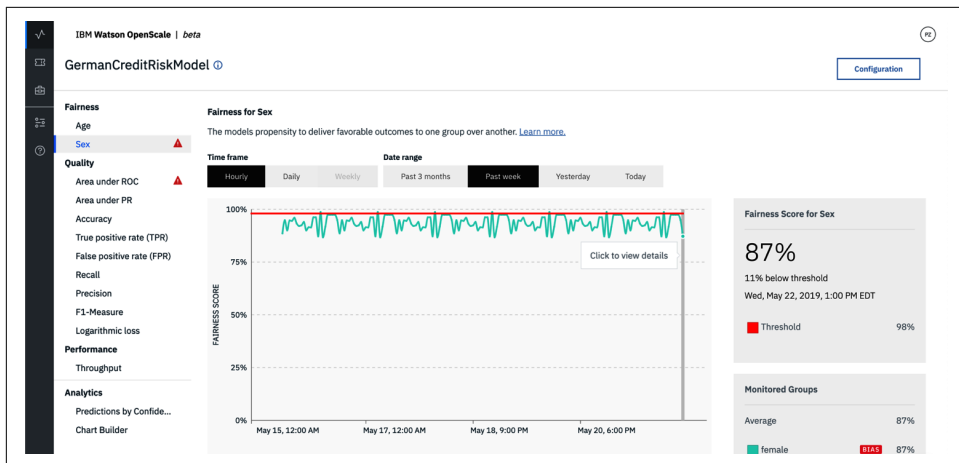 IBM Watson OpenScale | beta
PZ
GermanCreditRiskModel
Configuration
Fairness
Age
Sex
Quality
Area under ROC
Area under PR
Accuracy
True positive rate (TPR)
False positive rate (FPR)
Recall
Precision
F1-Measure
Logarithmic loss
Performance
Throughput
Analytics
Predictions by Confide...
Chart Builder
Fairness for Sex
The models propensity to deliver favorable outcomes to one group over another. Learn more.
Time frame
Date range
Hourly Daily Weekly
Past 3 months Past week Yesterday Today
100%
75%
50%
25%
0%
FAIRNESS SCORE
Click to view details
May 15, 12:00 AM May 17, 12:00 AM May 18, 9:00 PM May 20, 6:00 PM
Fairness Score for Sex
87%
11% below threshold
Wed, May 22, 2019, 1:00 PM EDT
Threshold 98%
Monitored Groups
Average 87%
female BIAS 87%